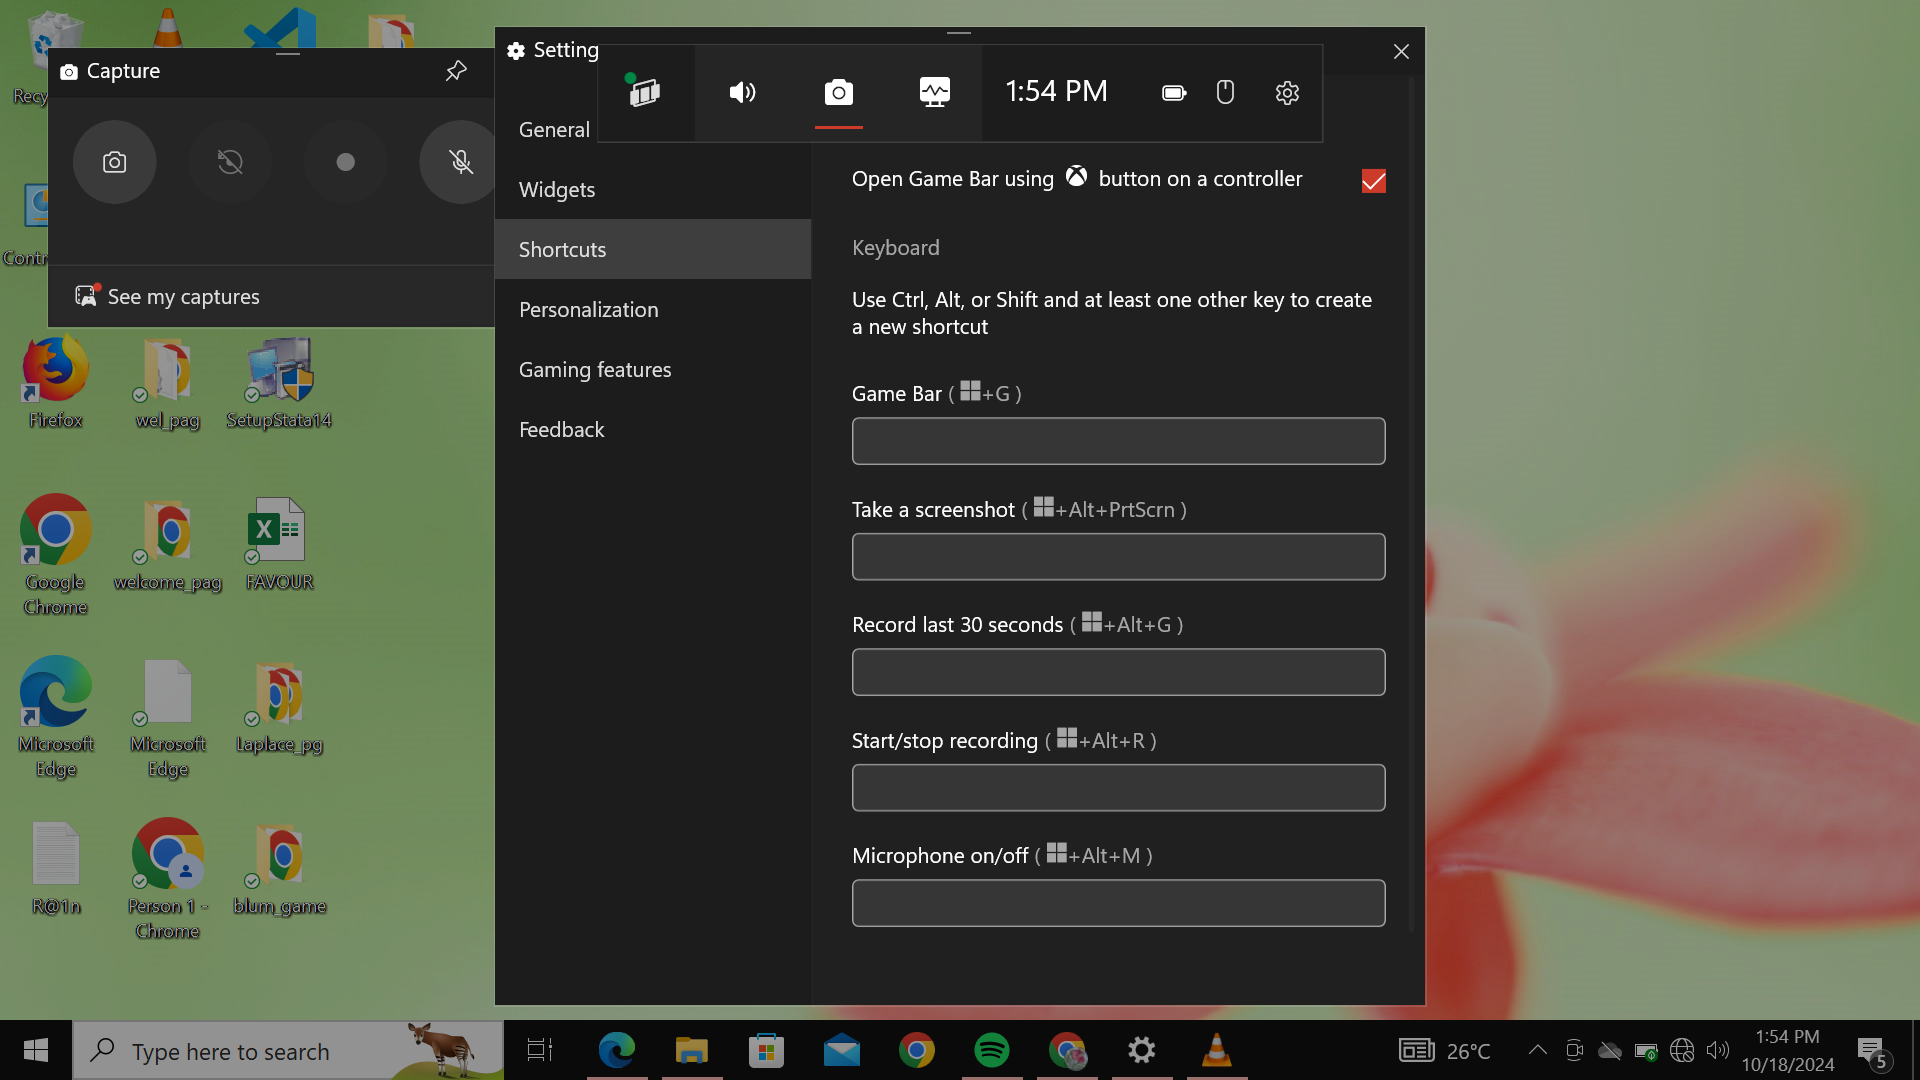 Recy
Capture
Contr
See my captures
Firefox
wel_pag
SetupStata14
Google
Chrome
welcome_pag
FAVOUR
Microsoft
Edge
Microsoft
Edge
Laplace_pg
R@1n
Person 1 -
Chrome
blum_game
Setting
1:54 PM
General
Widgets
Shortcuts
Personalization
Gaming features
Feedback
Open Game Bar using button on a controller
Keyboard
Use Ctrl, Alt, or Shift and at least one other key to create
a new shortcut
Game Bar ( +G )
Take a screenshot ( +Alt+PrtScrn )
Record last 30 seconds ( +Alt+G )
Start/stop recording ( +Alt+R )
Microphone on/off ( +Alt+M )
Type here to search
26°C
1:54 PM
10/18/2024
5